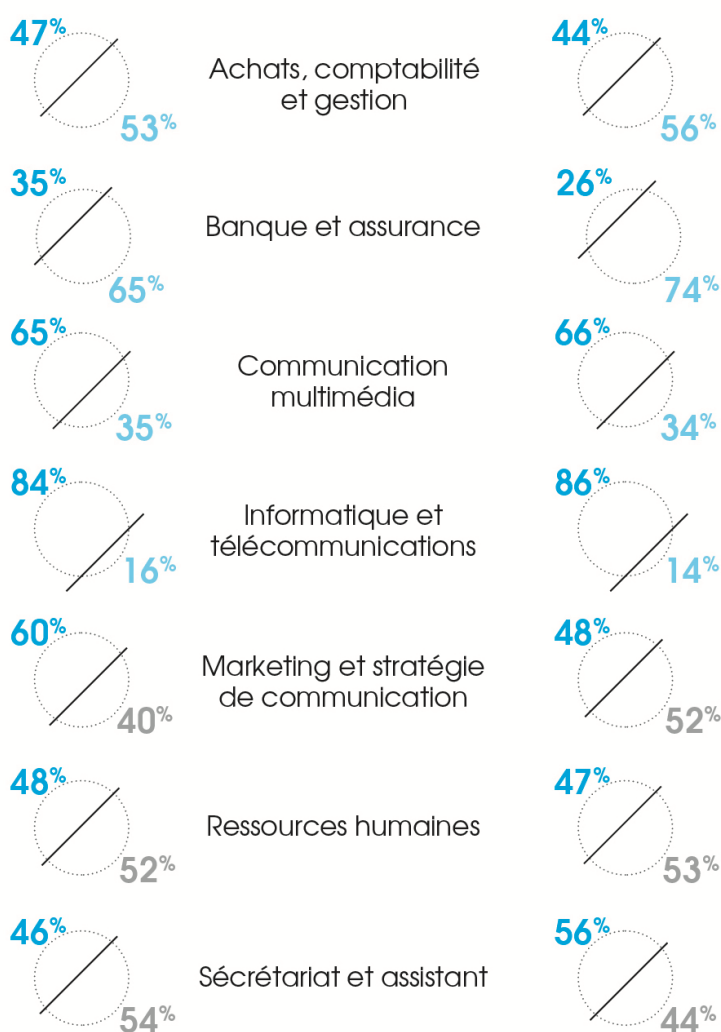 47%
44%
Achats, comptabilité
et gestion
53%
56%
35%
26%
Banque et assurance
65%
74%
65%
66%
Communication
multimédia
35%
34%
84%
86%
Informatique et
télécommunications
16%
14%
60%
48%
Marketing et stratégie
de communication
40%
52%
48%
47%
Ressources humaines
52%
53%
46%
56%
Sécrétariat et assistant
54%
44%